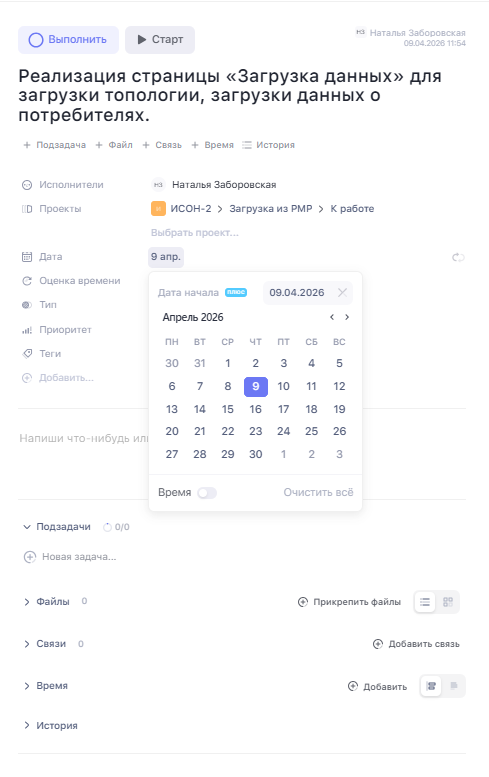 Выполнить
Старт
НЗ Наталья Заборовская
09.04.2026 11:54
Реализация страницы «Загрузка данных» для
загрузки топологии, загрузки данных о
потребителях.
Подзадача
Файл
Связь
Время
История
Исполнители
НЗ Наталья Заборовская
Проекты
ИСОН-2 > Загрузка из РМР > К работе
Выбрать проект...
Дата
9 апр.
Оценка времени
Тип
Приоритет
Теги
Добавить...
Дата начала
плюс
09.04.2026
Апрель 2026
ПН ВТ СР ЧТ ПТ СБ ВС
30 31 1 2 3 4 5
6 7 8 9 10 11 12
13 14 15 16 17 18 19
20 21 22 23 24 25 26
27 28 29 30 1 2 3
Время
Очистить всё
Напиши что-нибудь или
Подзадачи 0/0
Новая задача...
Файлы 0
Прикрепить файлы
Связи 0
Добавить связь
Время
Добавить
История